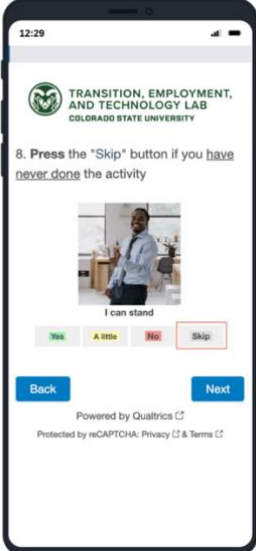 12:29
TRANSITION, EMPLOYMENT,
AND TECHNOLOGY LAB
COLORADO STATE UNIVERSITY
8. Press the "Skip" button if you have
never done the activity
I can stand
Yes A little No Skip
Back Next
Powered by Qualtrics
Protected by reCAPTCHA: Privacy & Terms